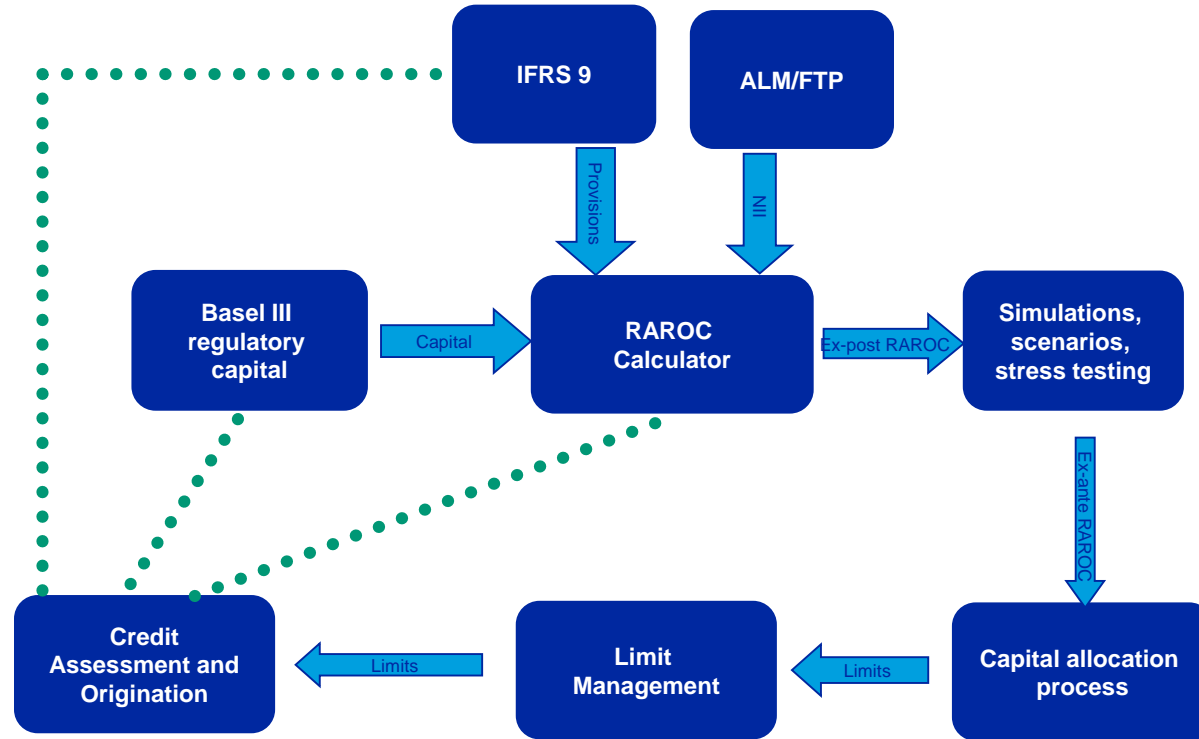 IFRS 9
ALM/FTP
Provisions
NII
Basel III
regulatory
capital
Capital
RAROC
Calculator
Ex-post RAROC
Simulations,
scenarios,
stress testing
Ex-ante RAROC
Credit
Assessment and
Origination
Limits
Limit
Management
Limits
Capital allocation
process